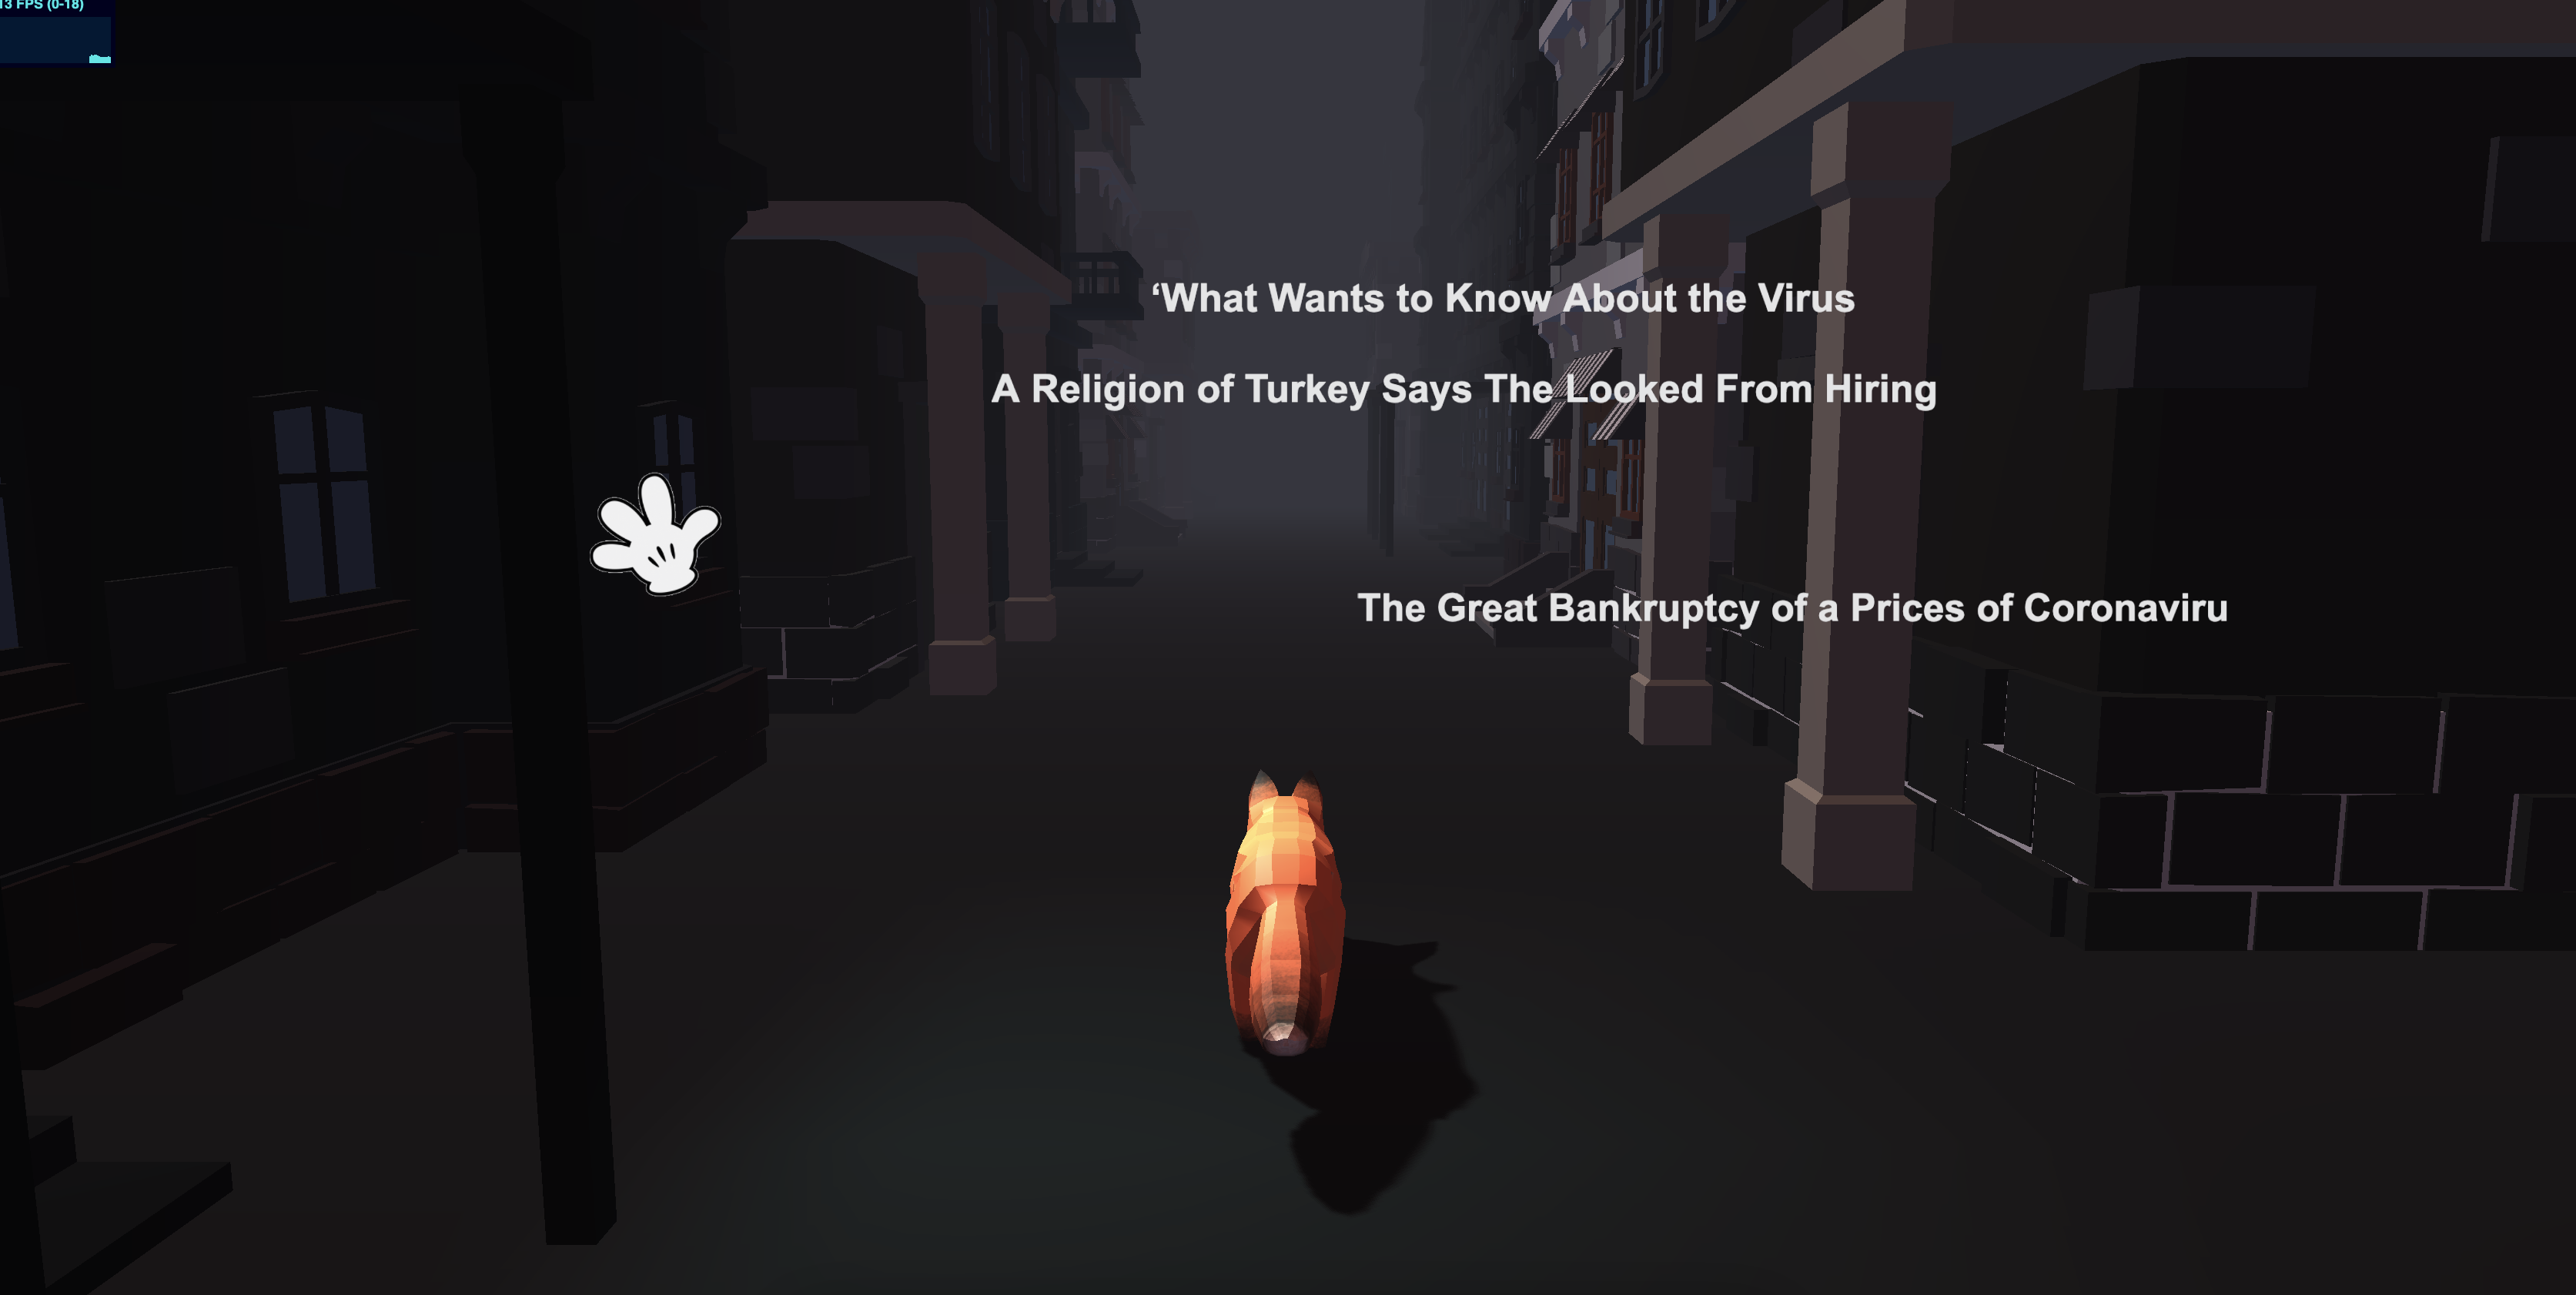 13 FPS (0-18)
‘What Wants to Know About the Virus
A Religion of Turkey Says The Looked From Hiring
The Great Bankruptcy of a Prices of Coronaviru